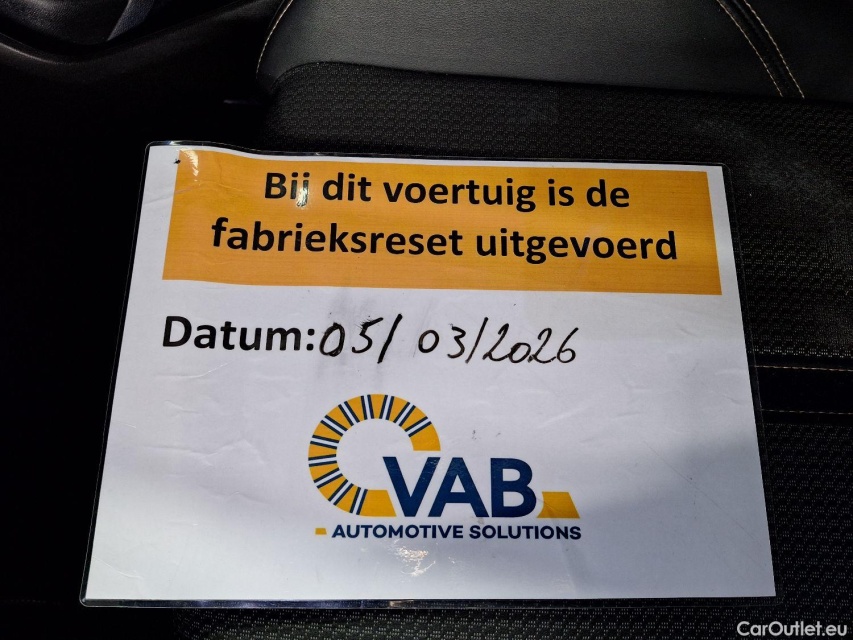 Bij dit voertuig is de
fabrieksreset uitgevoerd
Datum: 05/03/2026
VAB
AUTOMOTIVE SOLUTIONS
CarOutlet.eu